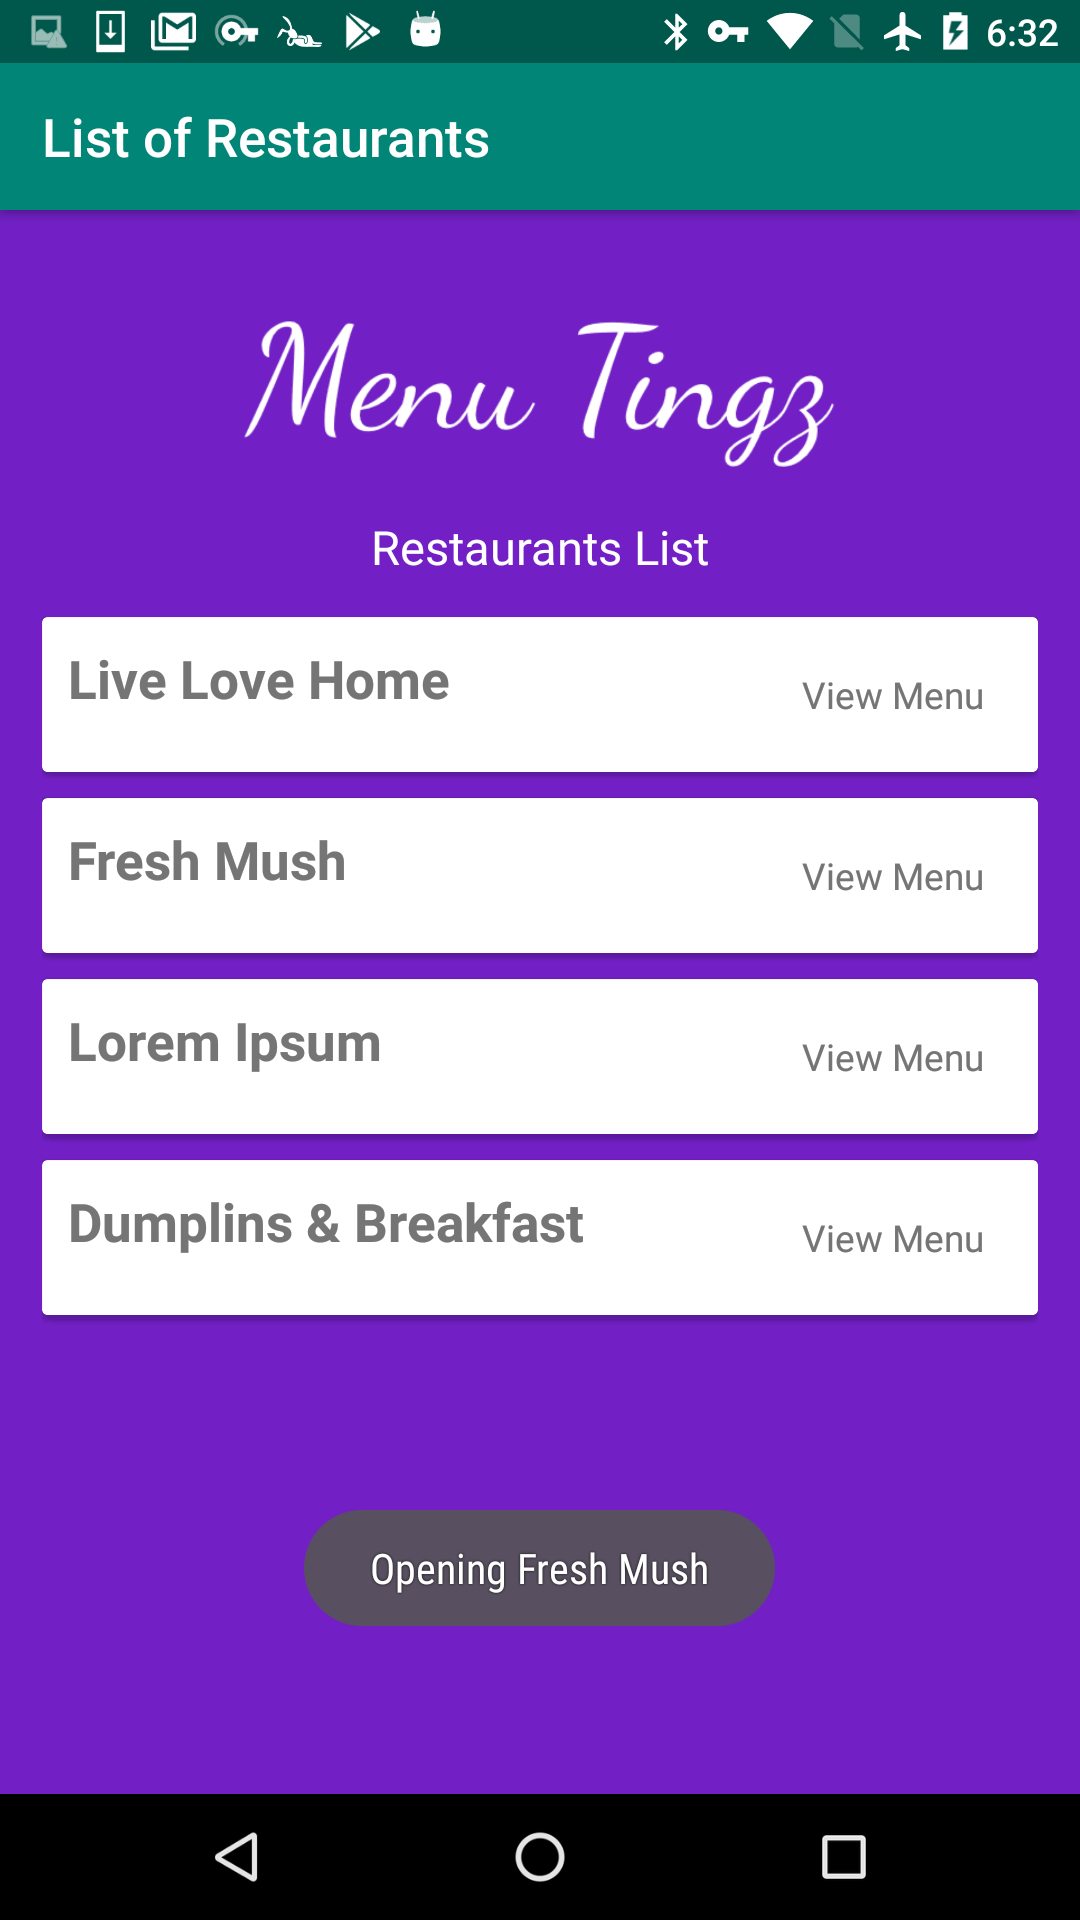 6:32
List of Restaurants
Menu Tingz
Restaurants List
Live Love Home
View Menu
Fresh Mush
View Menu
Lorem Ipsum
View Menu
Dumplins & Breakfast
View Menu
Opening Fresh Mush